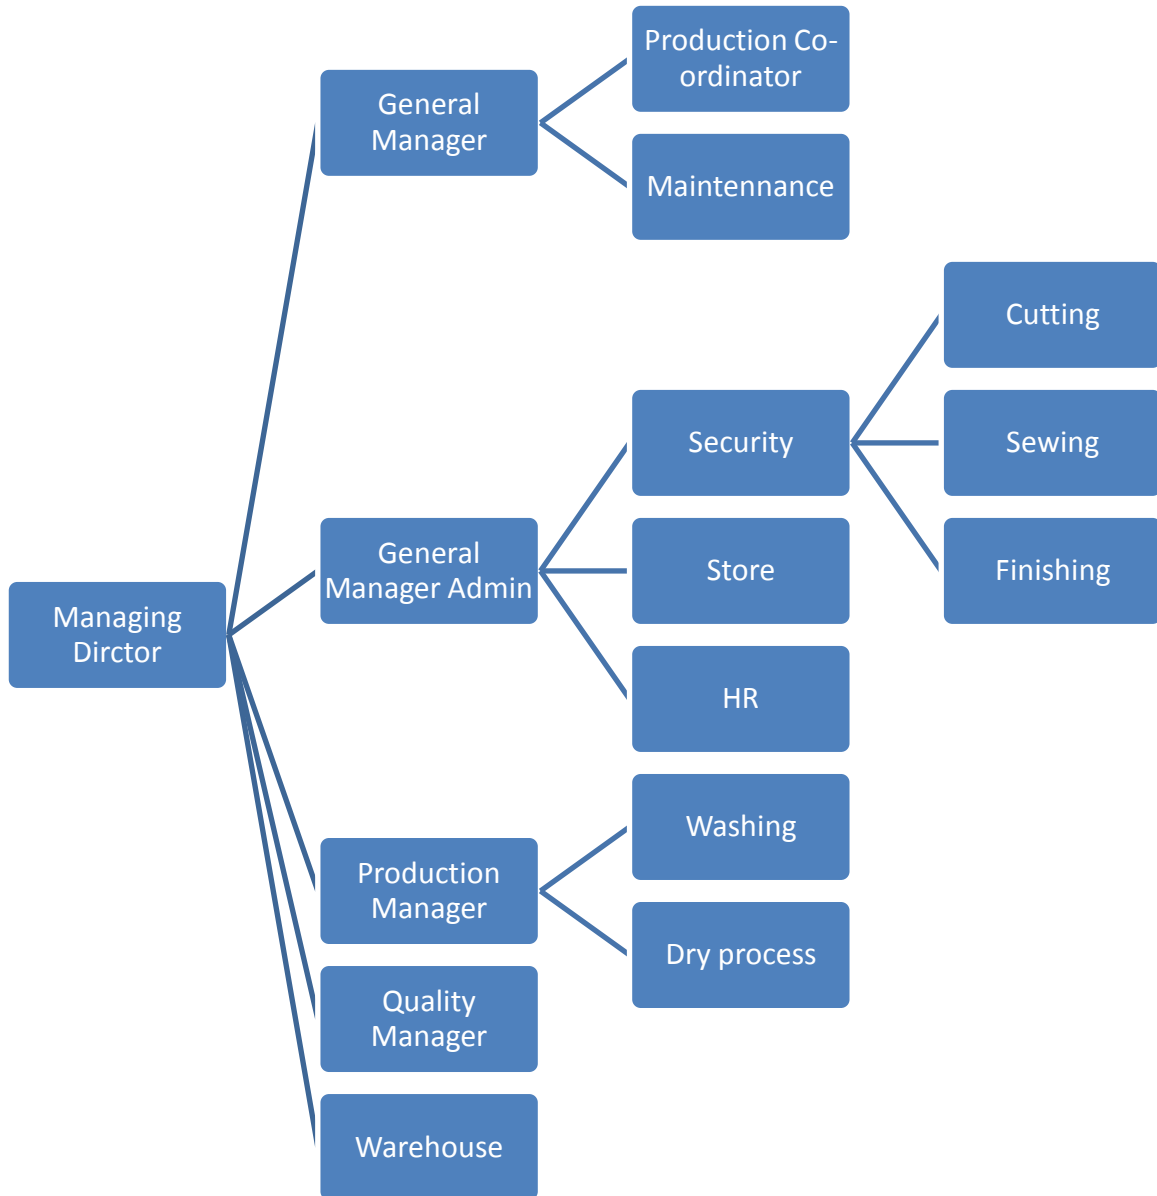 Production Co-
ordinator
General
Manager
Maintennance
Cutting
Security
Sewing
General
Manager Admin
Store
Finishing
Managing
Dirctor
HR
Washing
Production
Manager
Dry process
Quality
Manager
Warehouse